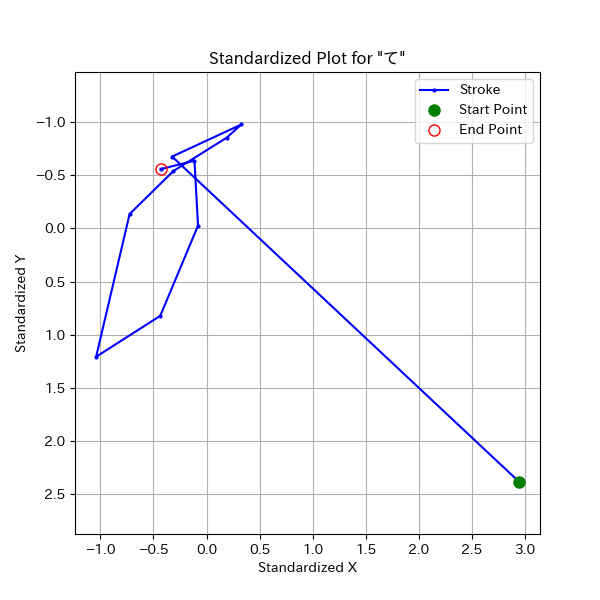 Standardized Plot for "て"
Stroke
Start Point
End Point
Standardized Y
−1.0
−0.5
0.0
0.5
1.0
1.5
2.0
2.5
−1.0 −0.5 0.0 0.5 1.0 1.5 2.0 2.5 3.0
Standardized X